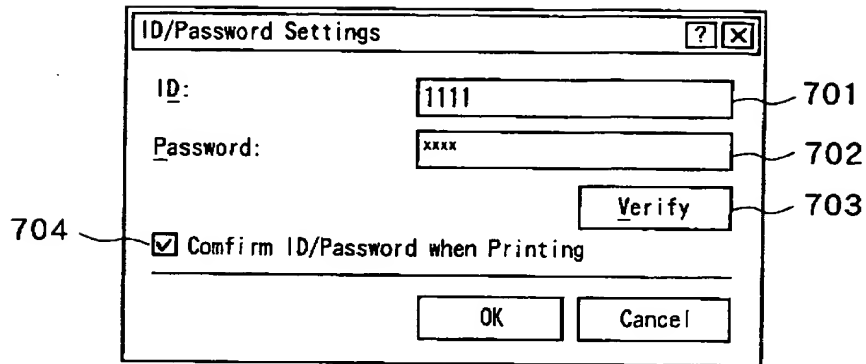 ID/Password Settings ? X
ID: 1111 701
Password: xxxx 702
Verify 703
704 Comfirm ID/Password when Printing
OK Cancel